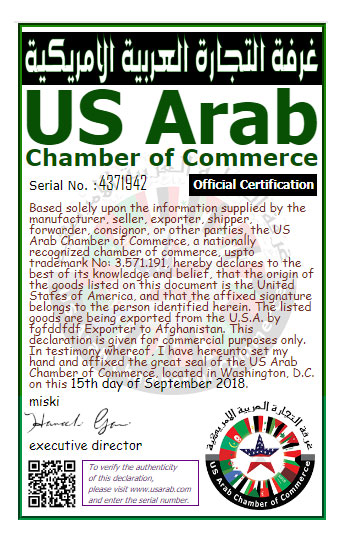 غرفة التجارة العربية الامريكية
US Arab
Chamber of Commerce
Serial No. :4371942
Official Certification
Based solely upon the information supplied by the
manufacturer, seller, exporter, shipper,
forwarder, consignor, or other parties, the US
Arab Chamber of Commerce, a nationally
recognized chamber of commerce, uspto
trademark No: 3,571,191, hereby declares to the
best of its knowledge and belief, that the origin of
the goods listed on this document is the United
States of America, and that the affixed signature
belongs to the person identified herein. The listed
goods are being exported from the U.S.A. by
fgfdfdf Exporter to Afghanistan. This
declaration is given for commercial purposes only.
In testimony whereof, I have hereunto set my
hand and affixed the great seal of the US Arab
Chamber of Commerce, located in Washington, D.C.
on this 15th day of September 2018.
miski
executive director
To verify the authenticity
of this declaration,
please visit www.usarab.com
and enter the serial number.
غرفة التجارة العربية الامريكية
US Arab Chamber of Commerce